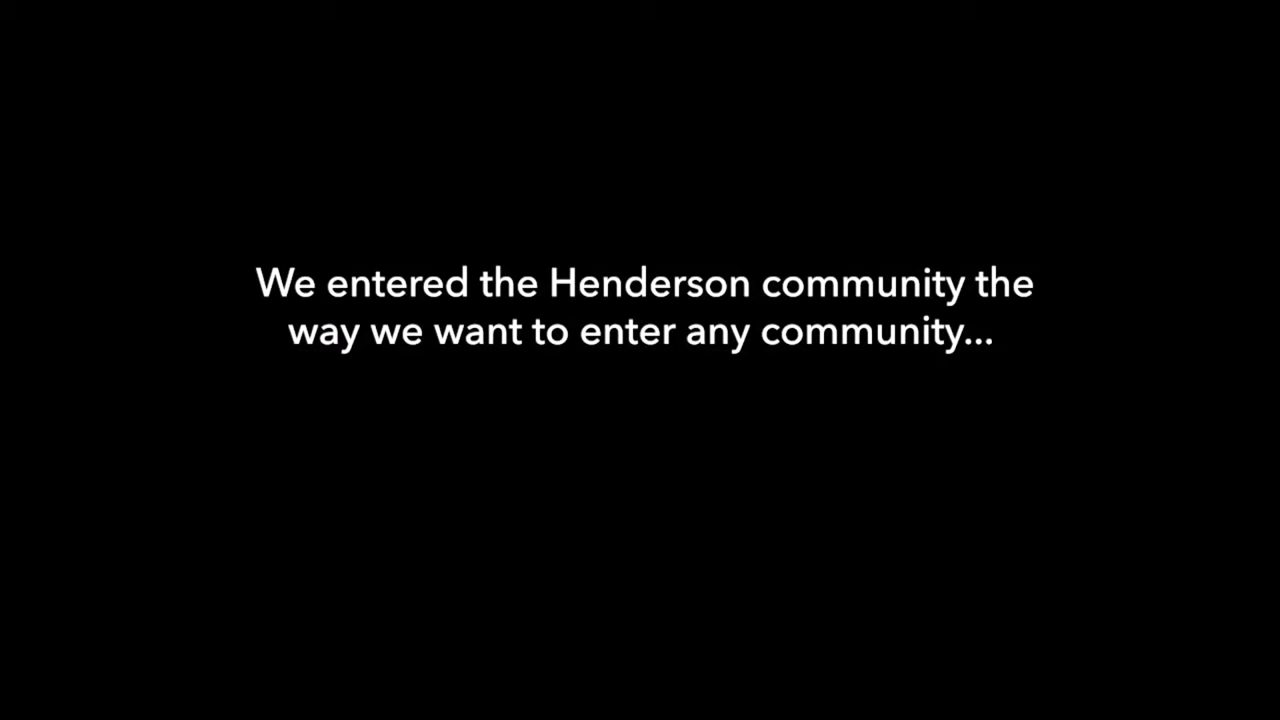 We entered the Henderson community the
way we want to enter any community...